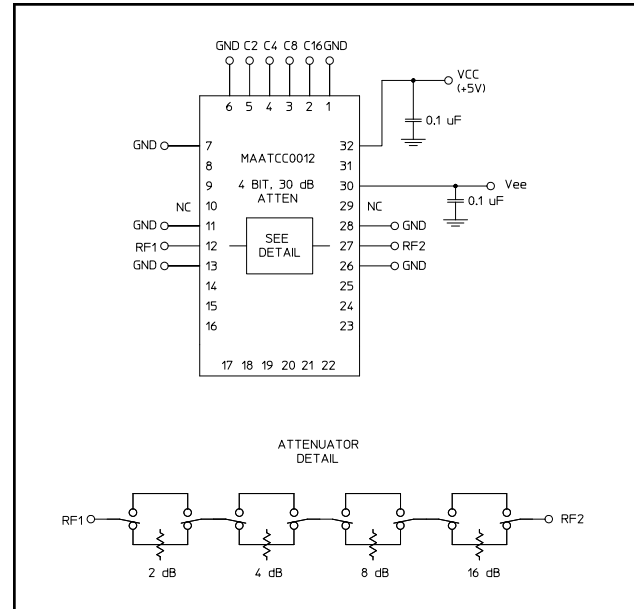 GND C2 C4 C8 C16 GND
6 5 4 3 2 1
VCC
(+5V)
0.1 uF
GND 7
32
8
MAATCC0012
31
9
4 BIT, 30 dB
30
Vee
ATTEN
NC
10
29
NC
0.1 uF
GND 11
28 GND
RF1 12
SEE
DETAIL
27 RF2
GND 13
26 GND
14
25
15
24
16
23
17 18 19 20 21 22
ATTENUATOR
DETAIL
RF1
RF2
2 dB
4 dB
8 dB
16 dB